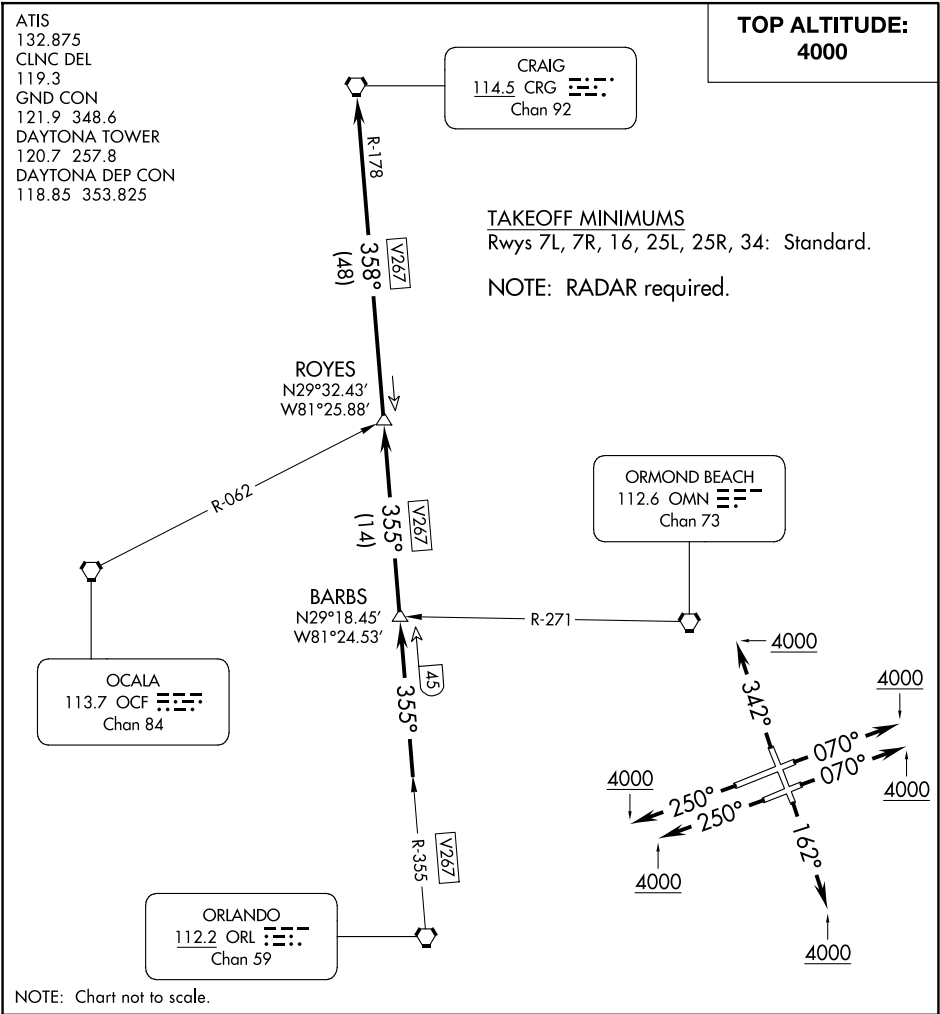 ATIS
132.875
CLNC DEL
119.3
GND CON
121.9 348.6
DAYTONA TOWER
120.7 257.8
DAYTONA DEP CON
118.85 353.825
TOP ALTITUDE:
4000
CRAIG
114.5 CRG
Chan 92
R-178
V267
358°
(48)
TAKEOFF MINIMUMS
Rwys 7L, 7R, 16, 25L, 25R, 34: Standard.
NOTE: RADAR required.
ROYES
N29°32.43'
W81°25.88'
R-062
V267
355°
(14)
ORMOND BEACH
112.6 OMN
Chan 73
BARBS
N29°18.45'
W81°24.53'
R-271
45
355°
OCALA
113.7 OCF
Chan 84
4000
342°
4000
070°
070°
4000
4000
250°
250°
4000
162°
4000
V267
R-355
ORLANDO
112.2 ORL
Chan 59
NOTE: Chart not to scale.